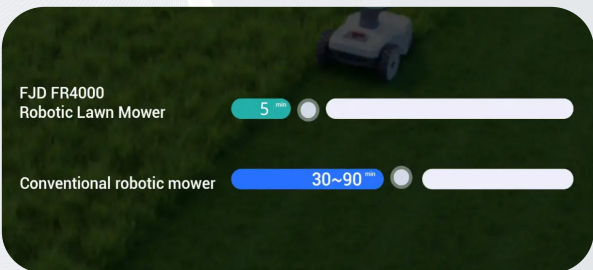 FJD FR4000
Robotic Lawn Mower
5 min
Conventional robotic mower
30~90 min